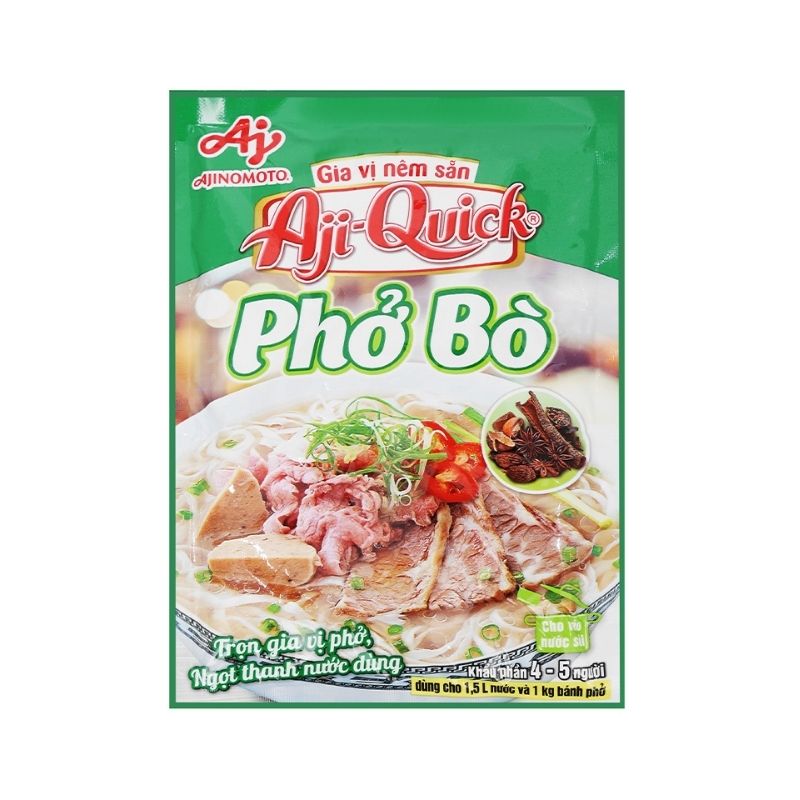 Aj
AJINOMOTO®
Gia vị nêm sẵn
Aji-Quick®
Phở Bò
Cho vào
nước sôi
Trọn gia vị phở,
Ngọt thanh nước dùng
Khẩu phần 4 - 5 người
dùng cho 1,5 L nước và 1 kg bánh phở